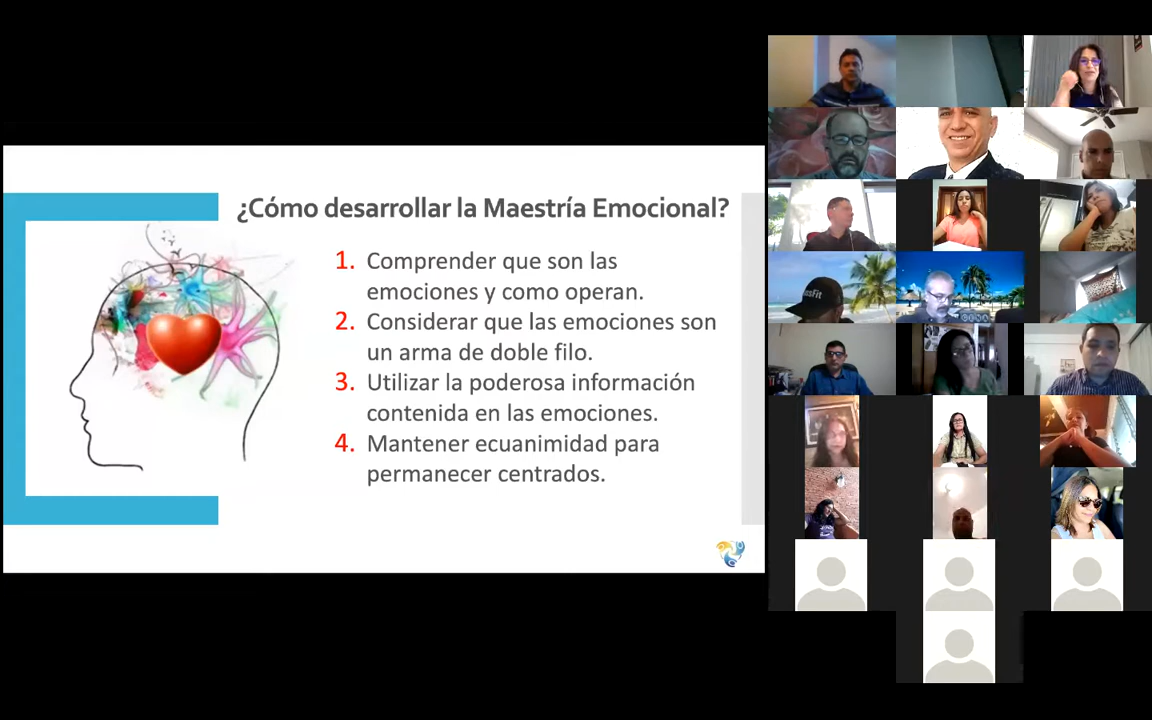 ¿Cómo desarrollar la Maestría Emocional?
1. Comprender que son las
emociones y como operan.
2. Considerar que las emociones son
un arma de doble filo.
3. Utilizar la poderosa información
contenida en las emociones.
4. Mantener ecuanimidad para
permanecer centrados.